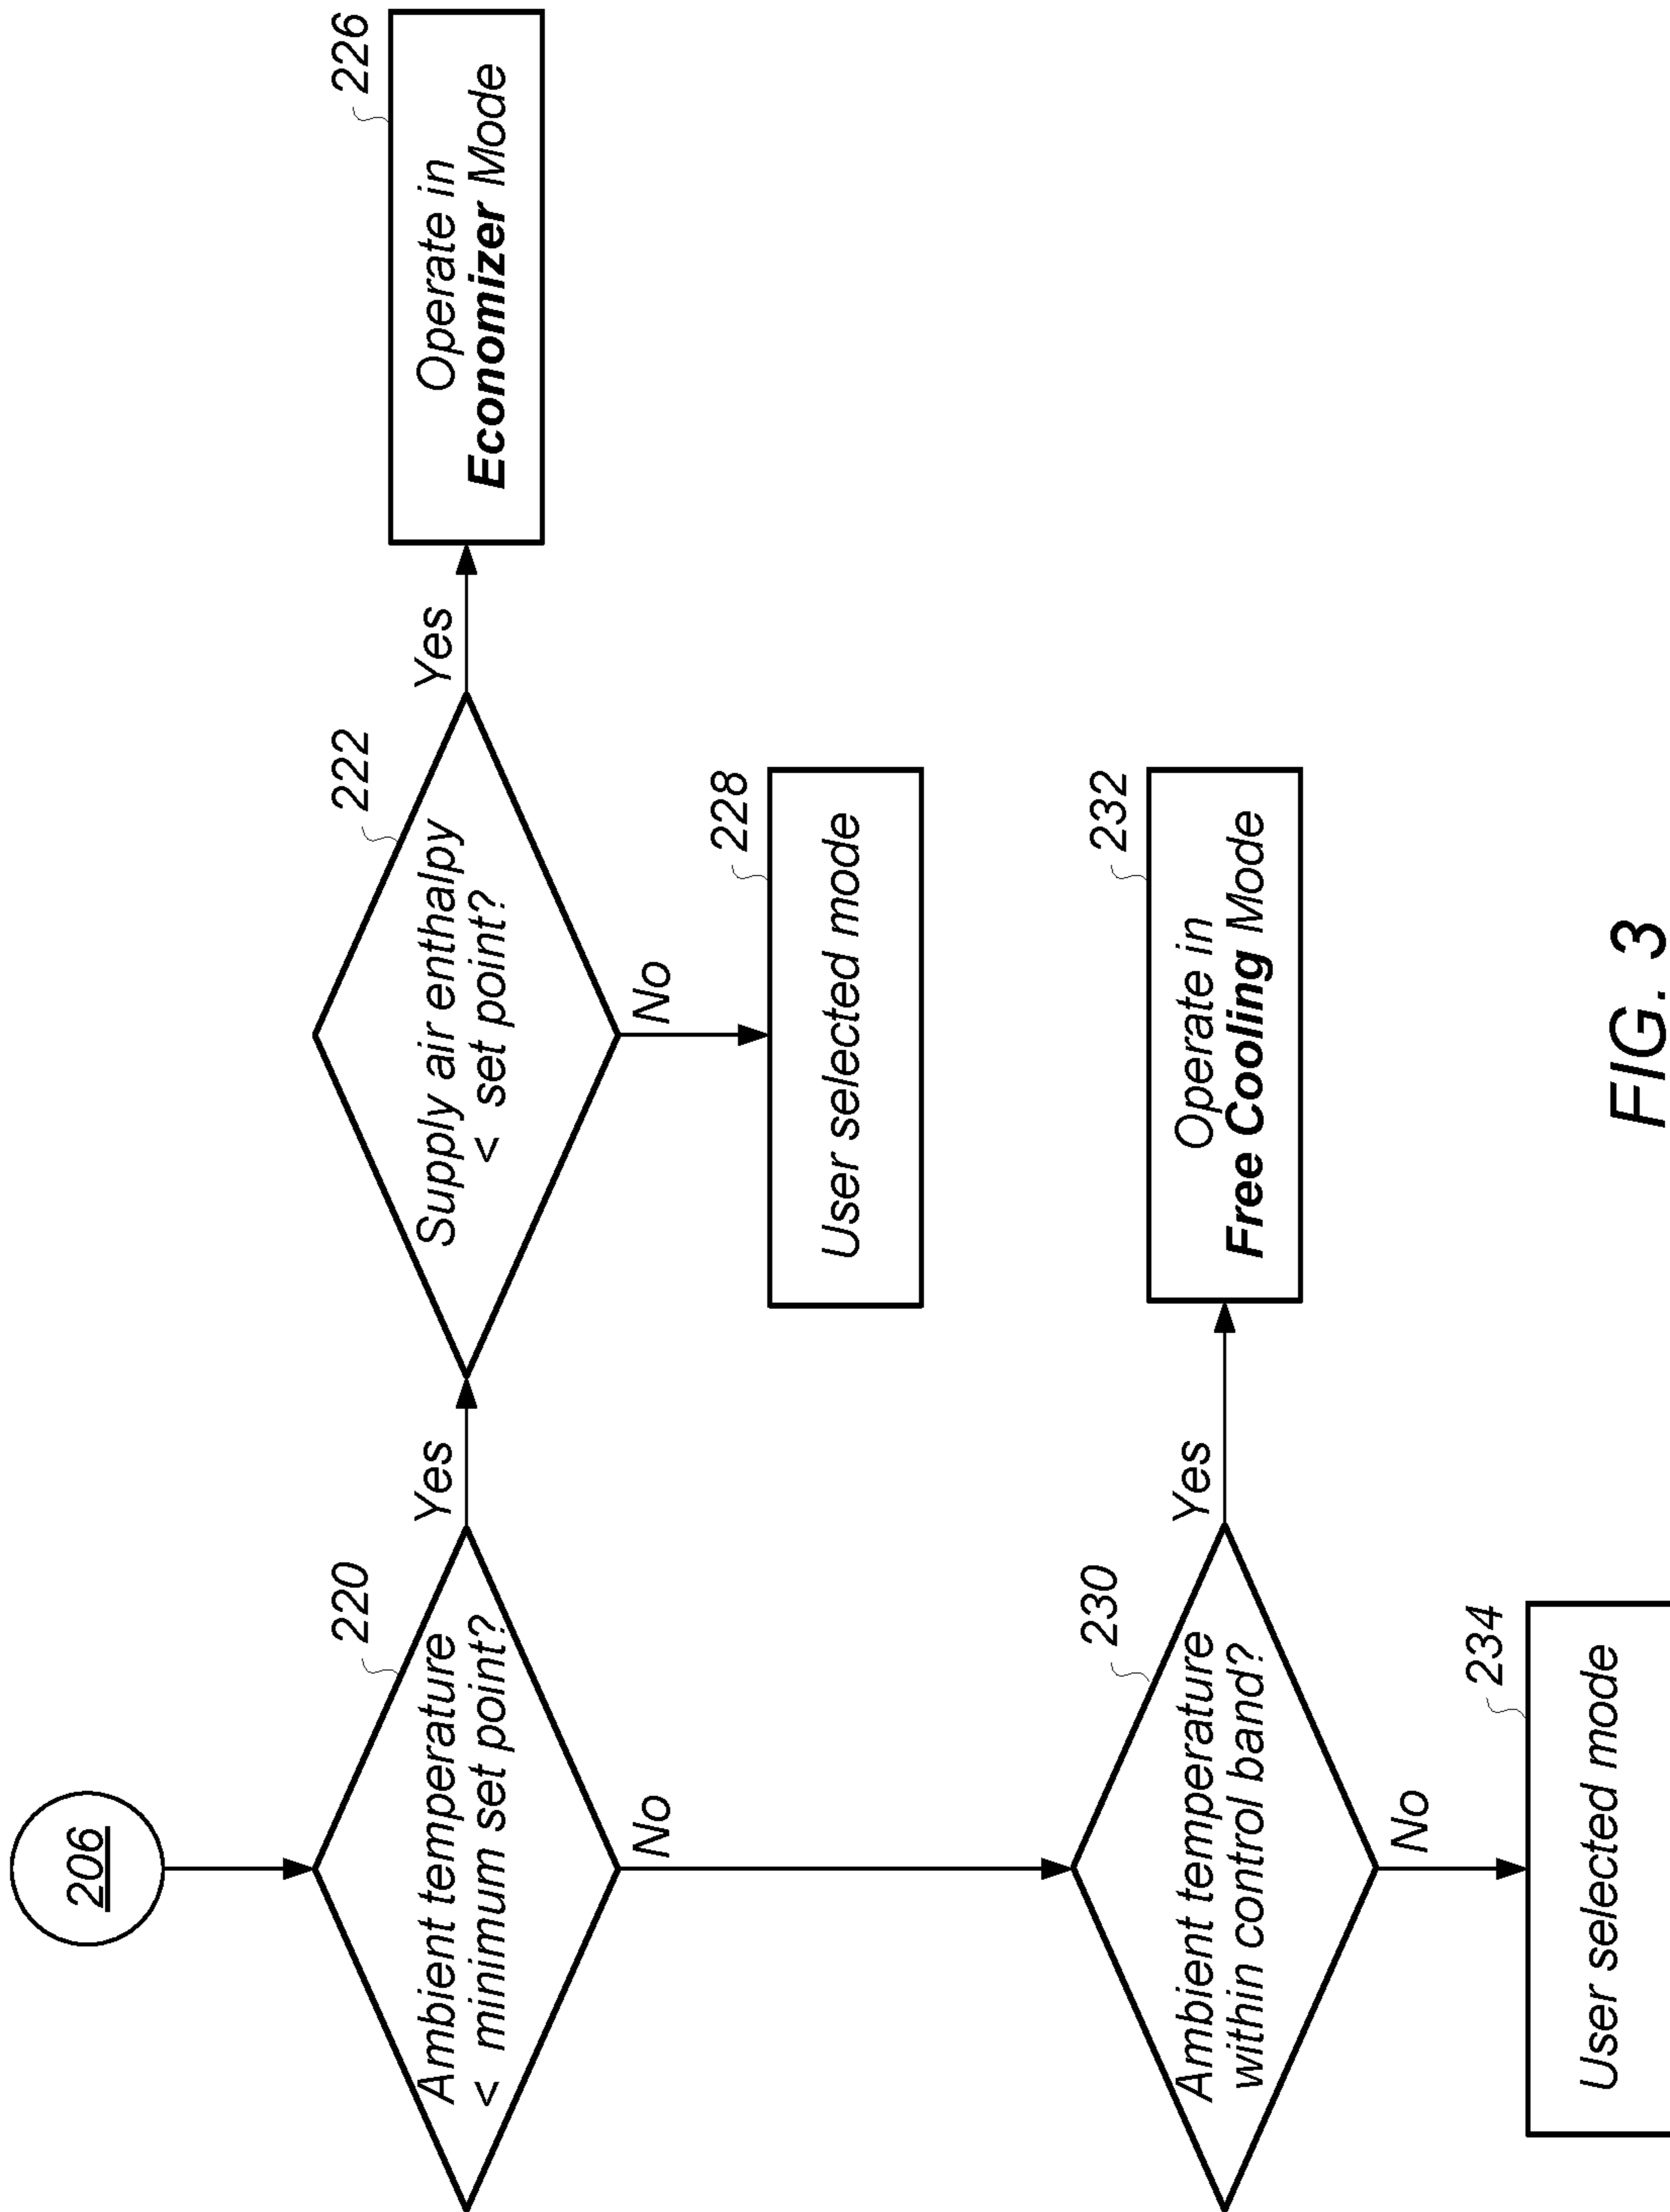 206
220
Ambient temperature
< minimum set point?
Yes
No
222
Supply air enthalpy
< set point?
Yes
No
226
Operate in
Economizer Mode
228
User selected mode
230
Ambient temperature
within control band?
Yes
No
232
Operate in
Free Cooling Mode
234
User selected mode
FIG. 3